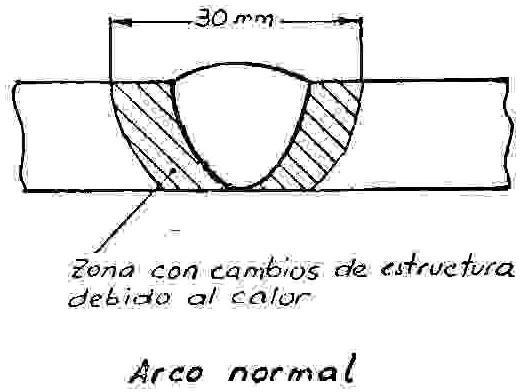 30 mm
Zona con cambios de estructura
debido al calor
Arco normal